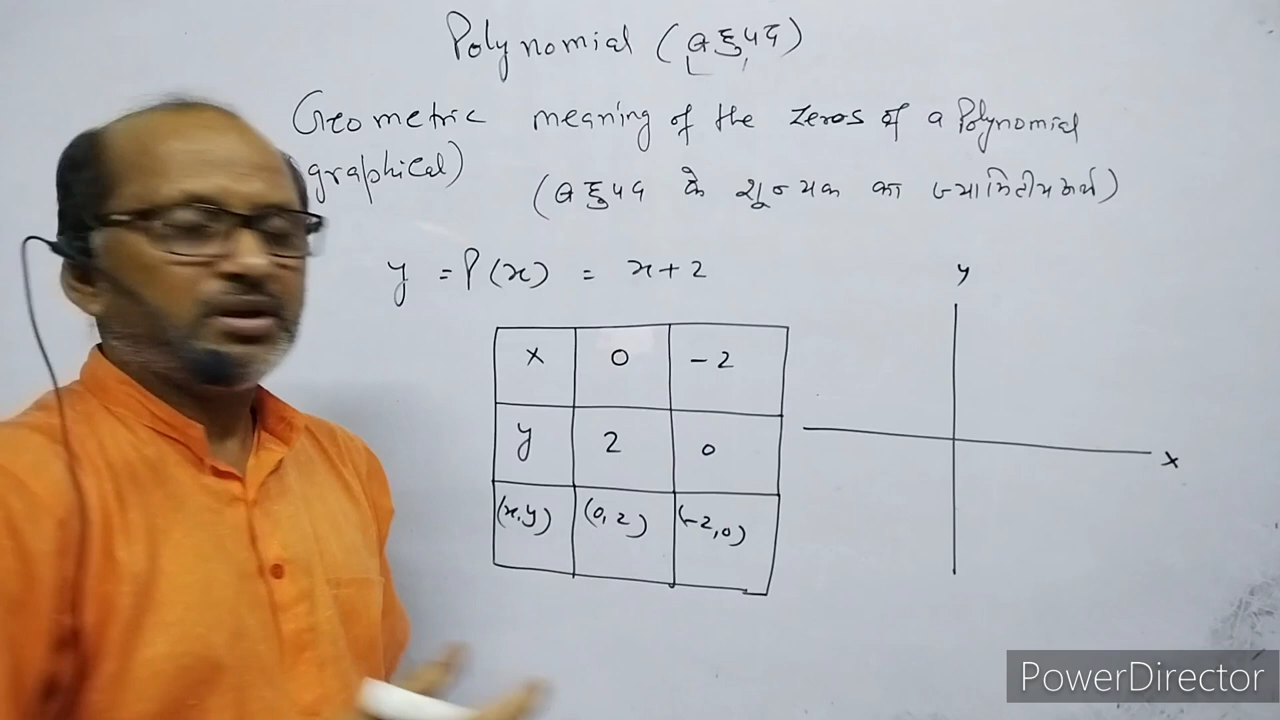 Polynomial (बहुपद)
Geometric meaning of the zeros of a Polynomial
graphical)
(बहुपद के शून्यक का ज्यामितीय अर्थ)
y = P(x) = x+2
x 0 -2
y 2 0
(x,y) (0,2) (-2,0)
y
x
PowerDirector